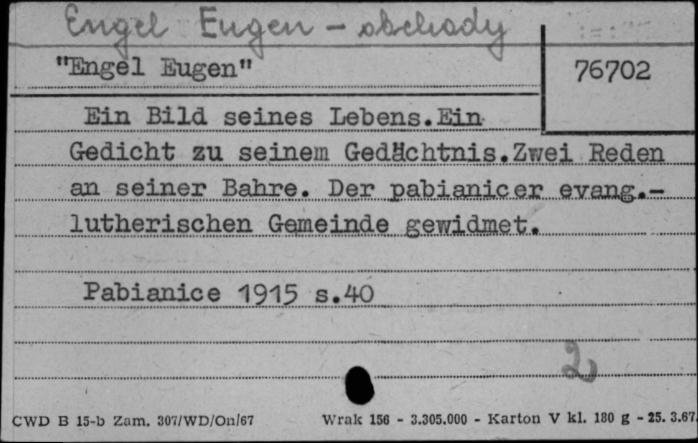 Engel Eugen - obchody
"Engel Eugen"
76702
Ein Bild seines Lebens.Ein
Gedicht zu seinem Gedächtnis.Zwei Reden
an seiner Bahre. Der pabianicer evang.-
lutherischen Gemeinde gewidmet.
Pabianice 1915 s.40
2
CWD B 15-b Zam. 307/WD/On/67 Wrak 156 - 3.305.000 - Karton V kl. 180 g - 25. 3.67.